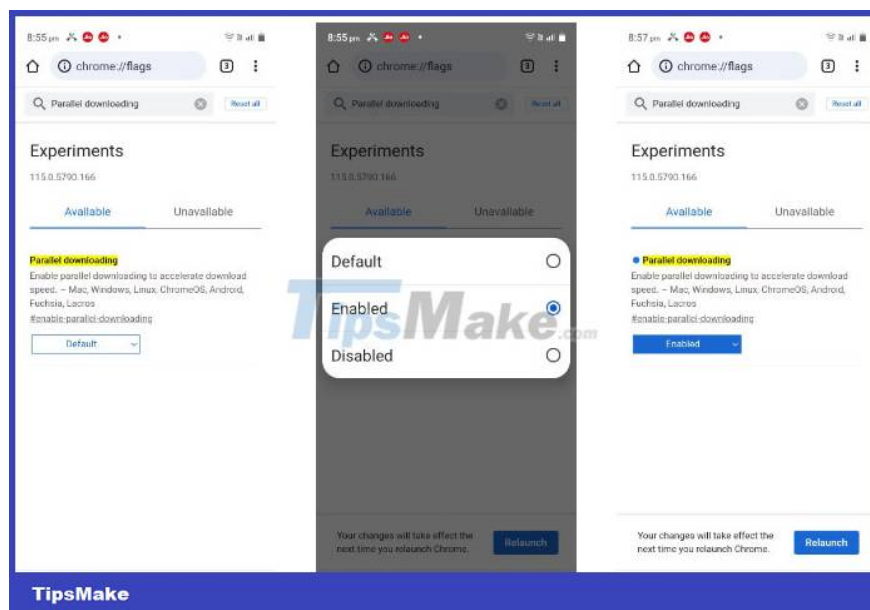 8:55 pm
chrome://flags
3
Parallel downloading
Reset all
Experiments
115.0.5790.166
Available Unavailable
Parallel downloading
Enable parallel downloading to accelerate download
speed. – Mac, Windows, Linux, ChromeOS, Android,
Fuchsia, Lacros
#enable-parallel-downloading
Default
8:55 pm
chrome://flags
3
Parallel downloading
Reset all
Experiments
115.0.5790.166
Available Unavailable
Default
Enabled
Disabled
Your changes will take effect the
next time you relaunch Chrome.
Relaunch
8:57 pm
chrome://flags
3
Parallel downloading
Reset all
Experiments
115.0.5790.166
Available Unavailable
Parallel downloading
Enable parallel downloading to accelerate download
speed. – Mac, Windows, Linux, ChromeOS, Android,
Fuchsia, Lacros
#enable-parallel-downloading
Enabled
Your changes will take effect the
next time you relaunch Chrome.
Relaunch
TipsMake.com
TipsMake